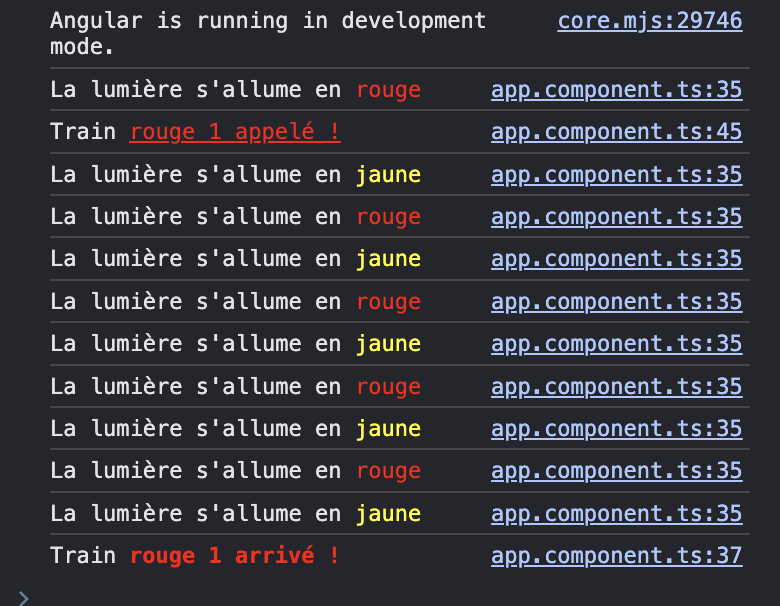 Angular is running in development core.mjs:29746
mode.
La lumière s'allume en rouge app.component.ts:35
Train rouge 1 appelé ! app.component.ts:45
La lumière s'allume en jaune app.component.ts:35
La lumière s'allume en rouge app.component.ts:35
La lumière s'allume en jaune app.component.ts:35
La lumière s'allume en rouge app.component.ts:35
La lumière s'allume en jaune app.component.ts:35
La lumière s'allume en rouge app.component.ts:35
La lumière s'allume en jaune app.component.ts:35
La lumière s'allume en rouge app.component.ts:35
La lumière s'allume en jaune app.component.ts:35
Train rouge 1 arrivé ! app.component.ts:37